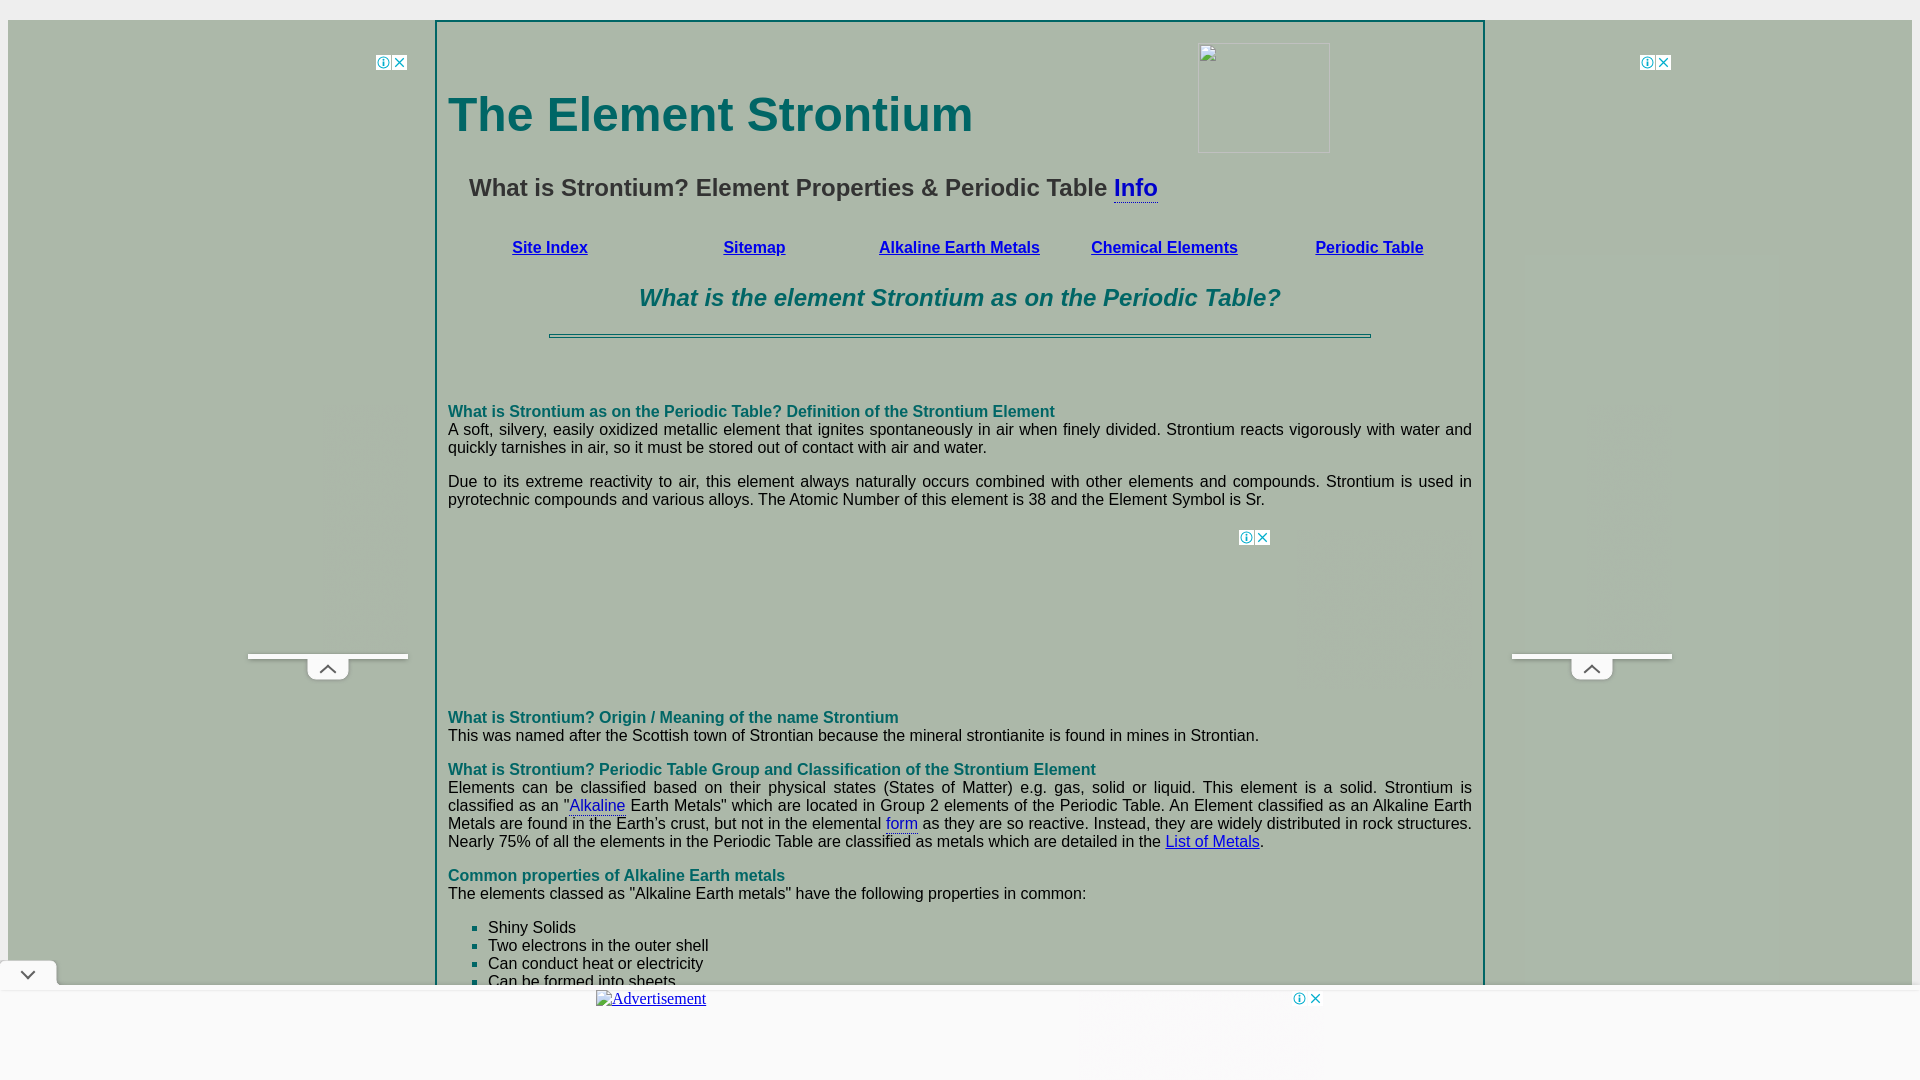 The Element Strontium
What is Strontium? Element Properties & Periodic Table Info
Site Index
Sitemap
Alkaline Earth Metals
Chemical Elements
Periodic Table
What is the element Strontium as on the Periodic Table?
What is Strontium as on the Periodic Table? Definition of the Strontium Element
A soft, silvery, easily oxidized metallic element that ignites spontaneously in air when finely divided. Strontium reacts vigorously with water and
quickly tarnishes in air, so it must be stored out of contact with air and water.
Due to its extreme reactivity to air, this element always naturally occurs combined with other elements and compounds. Strontium is used in
pyrotechnic compounds and various alloys. The Atomic Number of this element is 38 and the Element Symbol is Sr.
What is Strontium? Origin / Meaning of the name Strontium
This was named after the Scottish town of Strontian because the mineral strontianite is found in mines in Strontian.
What is Strontium? Periodic Table Group and Classification of the Strontium Element
Elements can be classified based on their physical states (States of Matter) e.g. gas, solid or liquid. This element is a solid. Strontium is
classified as an "Alkaline Earth Metals" which are located in Group 2 elements of the Periodic Table. An Element classified as an Alkaline Earth
Metals are found in the Earth’s crust, but not in the elemental form as they are so reactive. Instead, they are widely distributed in rock structures.
Nearly 75% of all the elements in the Periodic Table are classified as metals which are detailed in the List of Metals.
Common properties of Alkaline Earth metals
The elements classed as "Alkaline Earth metals" have the following properties in common:
Shiny Solids
Two electrons in the outer shell
Can conduct heat or electricity
Can be formed into sheets
Advertisement